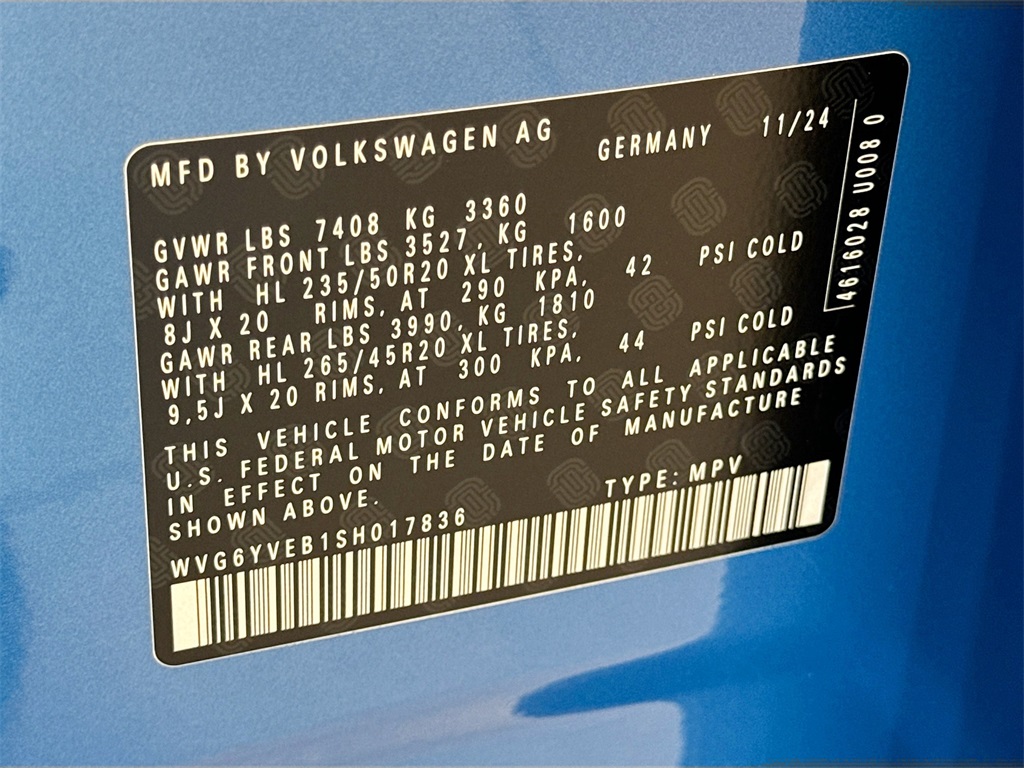 MFD BY VOLKSWAGEN AG GERMANY 11/24
GVWR LBS 7408 KG 3360
GAWR FRONT LBS 3527, KG 1600
WITH HL 235/50R20 XL TIRES,
8J X 20 RIMS, AT 290 KPA, 42 PSI COLD
GAWR REAR LBS 3990, KG 1810
WITH HL 265/45R20 XL TIRES,
9,5J X 20 RIMS, AT 300 KPA, 44 PSI COLD
THIS VEHICLE CONFORMS TO ALL APPLICABLE
U.S. FEDERAL MOTOR VEHICLE SAFETY STANDARDS
IN EFFECT ON THE DATE OF MANUFACTURE
SHOWN ABOVE.
WVG6YVEB1SH017836 TYPE: MPV
4616028 U008 0